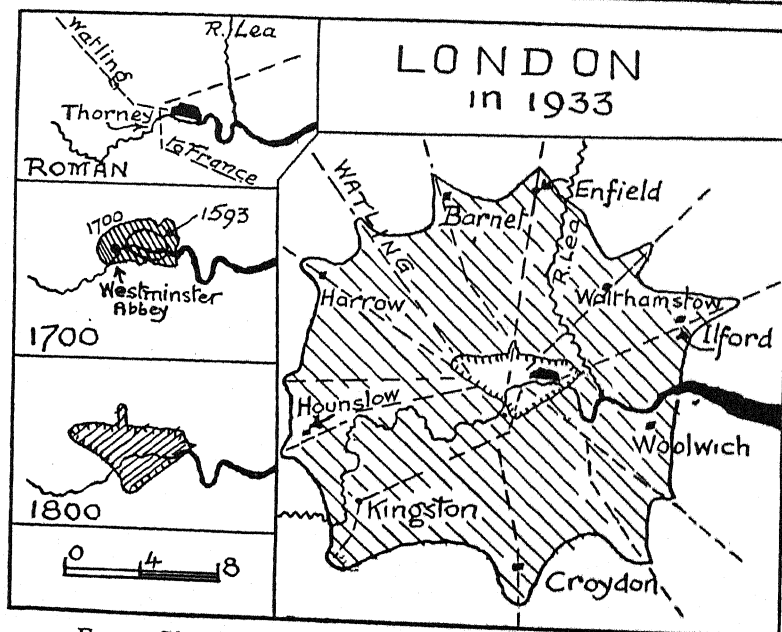 LONDON
in 1933
Watling
R. Lea
Thorney
to France
ROMAN
1700
1593
Westminster
Abbey
1700
1800
0 4 8
WATLING
Barnet
Enfield
R. Lea
Harrow
Walthamstow
Ilford
Hounslow
Woolwich
Kingston
Croydon